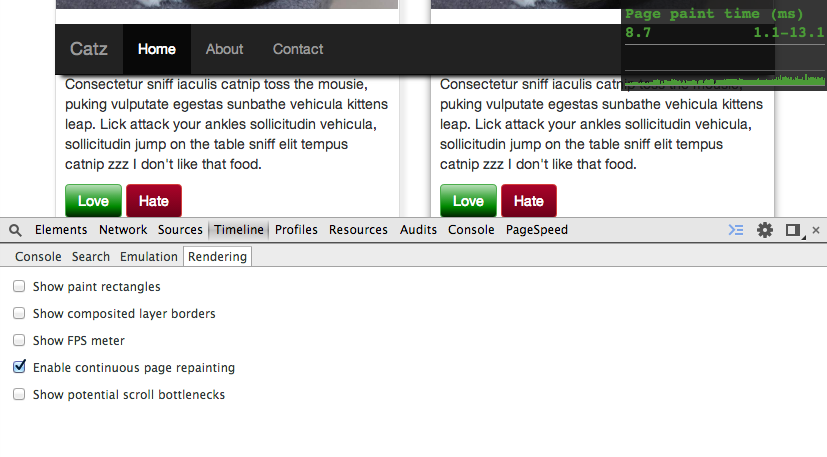 Page paint time (ms)
8.7 1.1-13.1
Catz Home About Contact
Consectetur sniff iaculis catnip toss the mousie,
puking vulputate egestas sunbathe vehicula kittens
leap. Lick attack your ankles sollicitudin vehicula,
sollicitudin jump on the table sniff elit tempus
catnip zzz I don't like that food.
Love Hate
Consectetur sniff iaculis
puking vulputate egestas sunbathe vehicula kittens
leap. Lick attack your ankles sollicitudin vehicula,
sollicitudin jump on the table sniff elit tempus
catnip zzz I don't like that food.
Love Hate
Elements Network Sources Timeline Profiles Resources Audits Console PageSpeed
Console Search Emulation Rendering
Show paint rectangles
Show composited layer borders
Show FPS meter
Enable continuous page repainting
Show potential scroll bottlenecks